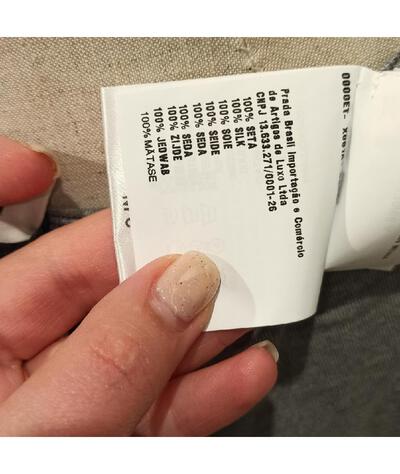 Prada Brasil Importação e Comércio
de Artigos de Luxo Ltda
CNPJ 13.633.271/0001-26
100% SETA
100% SILK
100% SOIE
100% SEIDE
100% SEDA
100% SEDA
100% ZIJDE
100% JEDWAB
100% MĂTASE